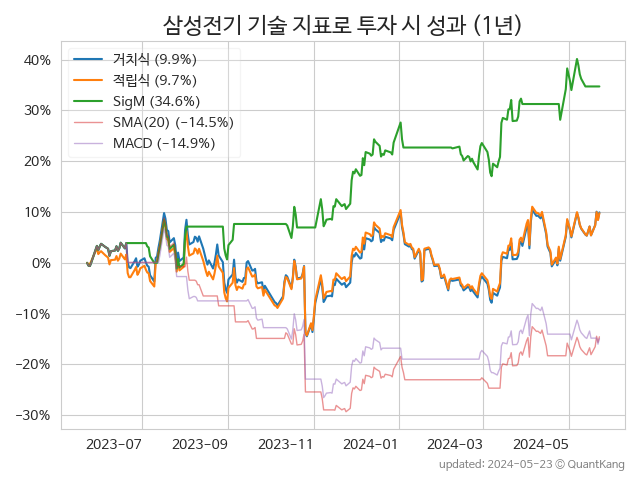 삼성전기 기술 지표로 투자 시 성과 (1년)
40%
30%
20%
10%
0%
−10%
−20%
−30%
거치식 (9.9%)
적립식 (9.7%)
SigM (34.6%)
SMA(20) (−14.5%)
MACD (−14.9%)
2023-07
2023-09
2023-11
2024-01
2024-03
2024-05
updated: 2024-05-23 ⓒ QuantKang